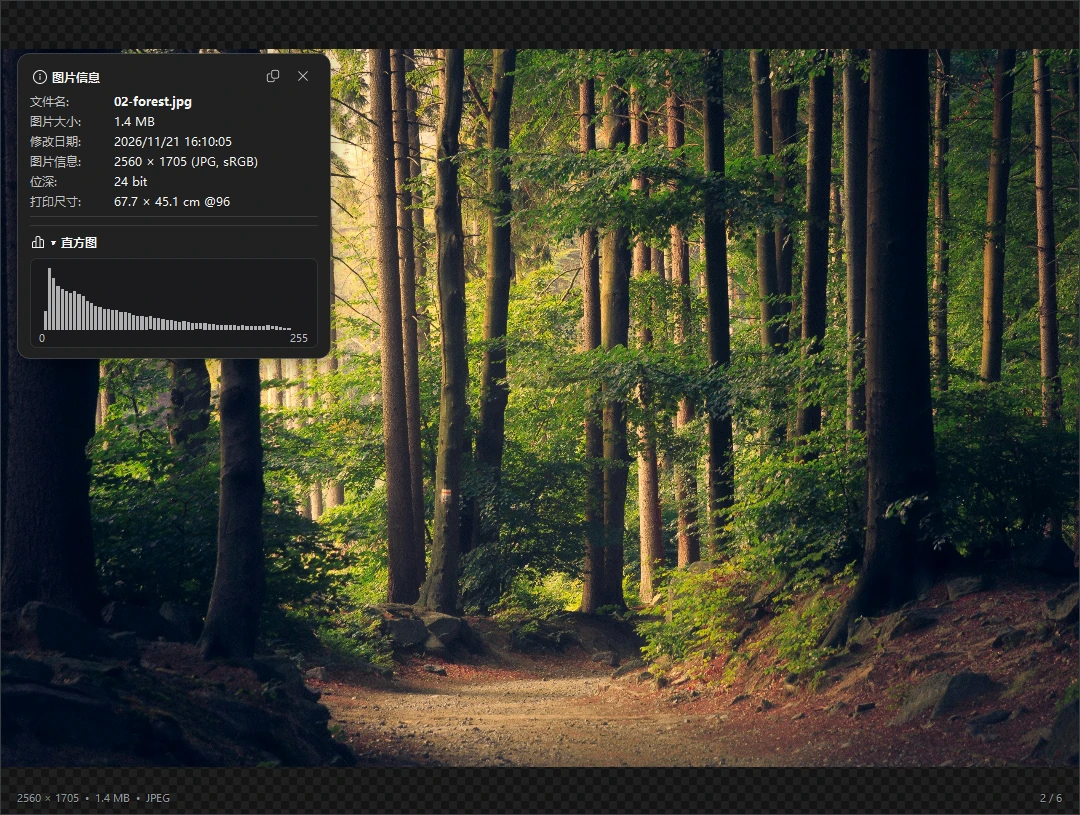 图片信息
文件名: 02-forest.jpg
图片大小: 1.4 MB
修改日期: 2026/11/21 16:10:05
图片信息: 2560 × 1705 (JPG, sRGB)
位深: 24 bit
打印尺寸: 67.7 × 45.1 cm @96
直方图
0 255
2560 × 1705 • 1.4 MB • JPEG 2 / 6